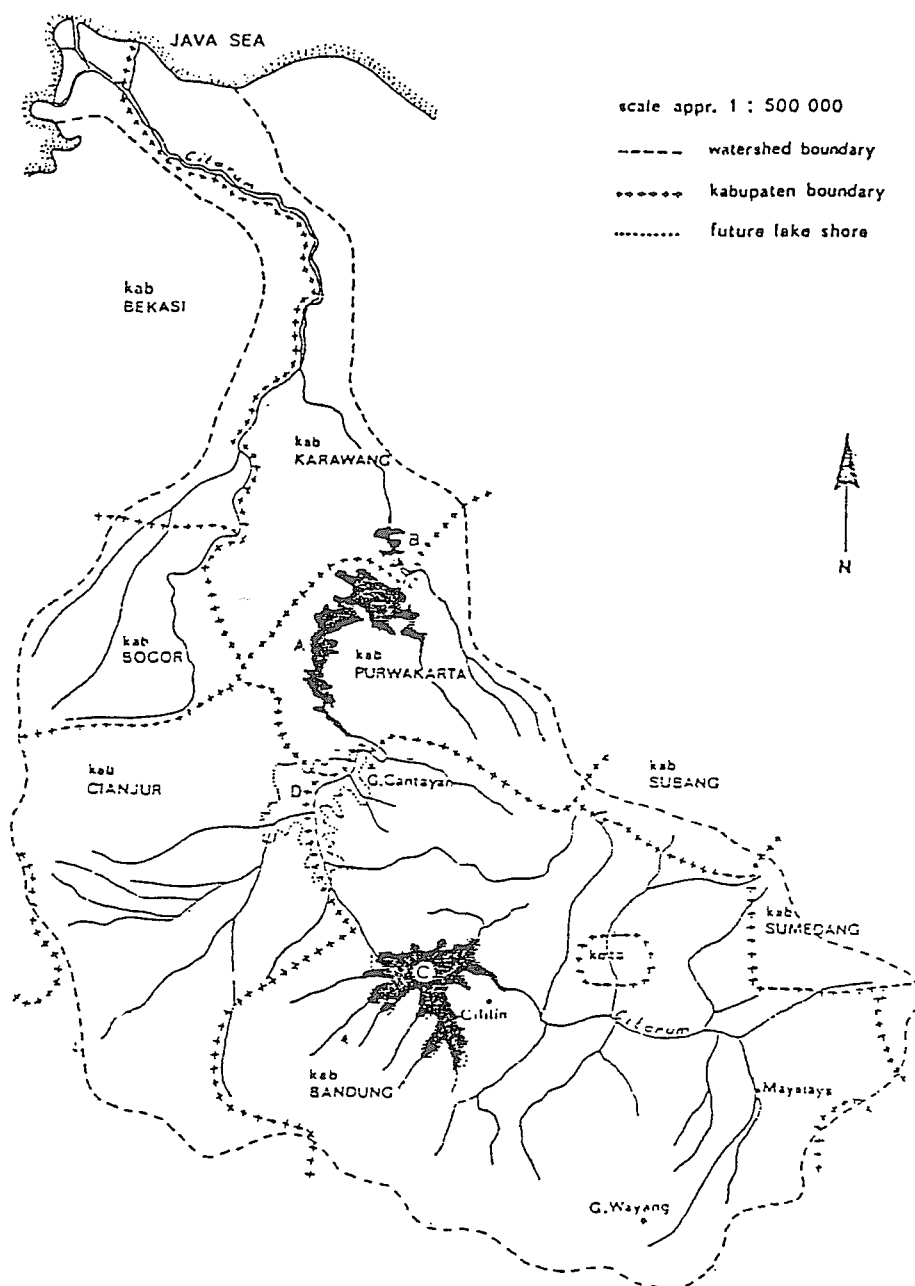 JAVA SEA
scale appr. 1 : 500 000
watershed boundary
kabupaten boundary
future lake shore
Citarum
kab
BEKASI
kab
KARAWANG
N
B
A
kab
BOGOR
kab
PURWAKARTA
kab
CIANJUR
D
G.Cantayan
kab
SUBANG
kab
SUMEDANG
kota
C
Cililin
Citarum
kab
BANDUNG
G.Wayang